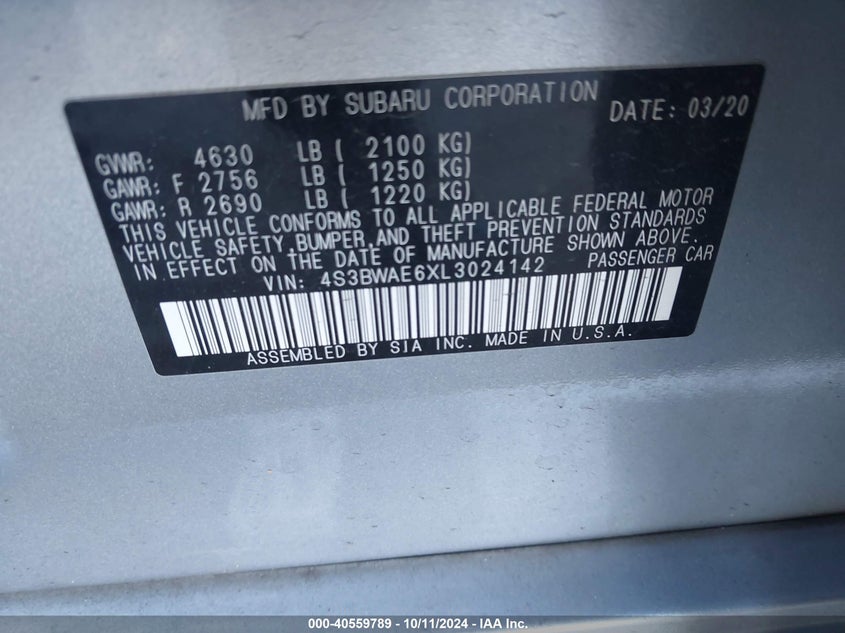 MFD BY SUBARU CORPORATION DATE: 03/20
GVWR: 4630 LB ( 2100 KG)
GAWR: F 2756 LB ( 1250 KG)
GAWR: R 2690 LB ( 1220 KG)
THIS VEHICLE CONFORMS TO ALL APPLICABLE FEDERAL MOTOR
VEHICLE SAFETY,BUMPER,AND THEFT PREVENTION STANDARDS
IN EFFECT ON THE DATE OF MANUFACTURE SHOWN ABOVE.
VIN: 4S3BWAE6XL3024142 PASSENGER CAR
ASSEMBLED BY SIA INC. MADE IN U.S.A.
000-40559789 - 10/11/2024 - IAA Inc.